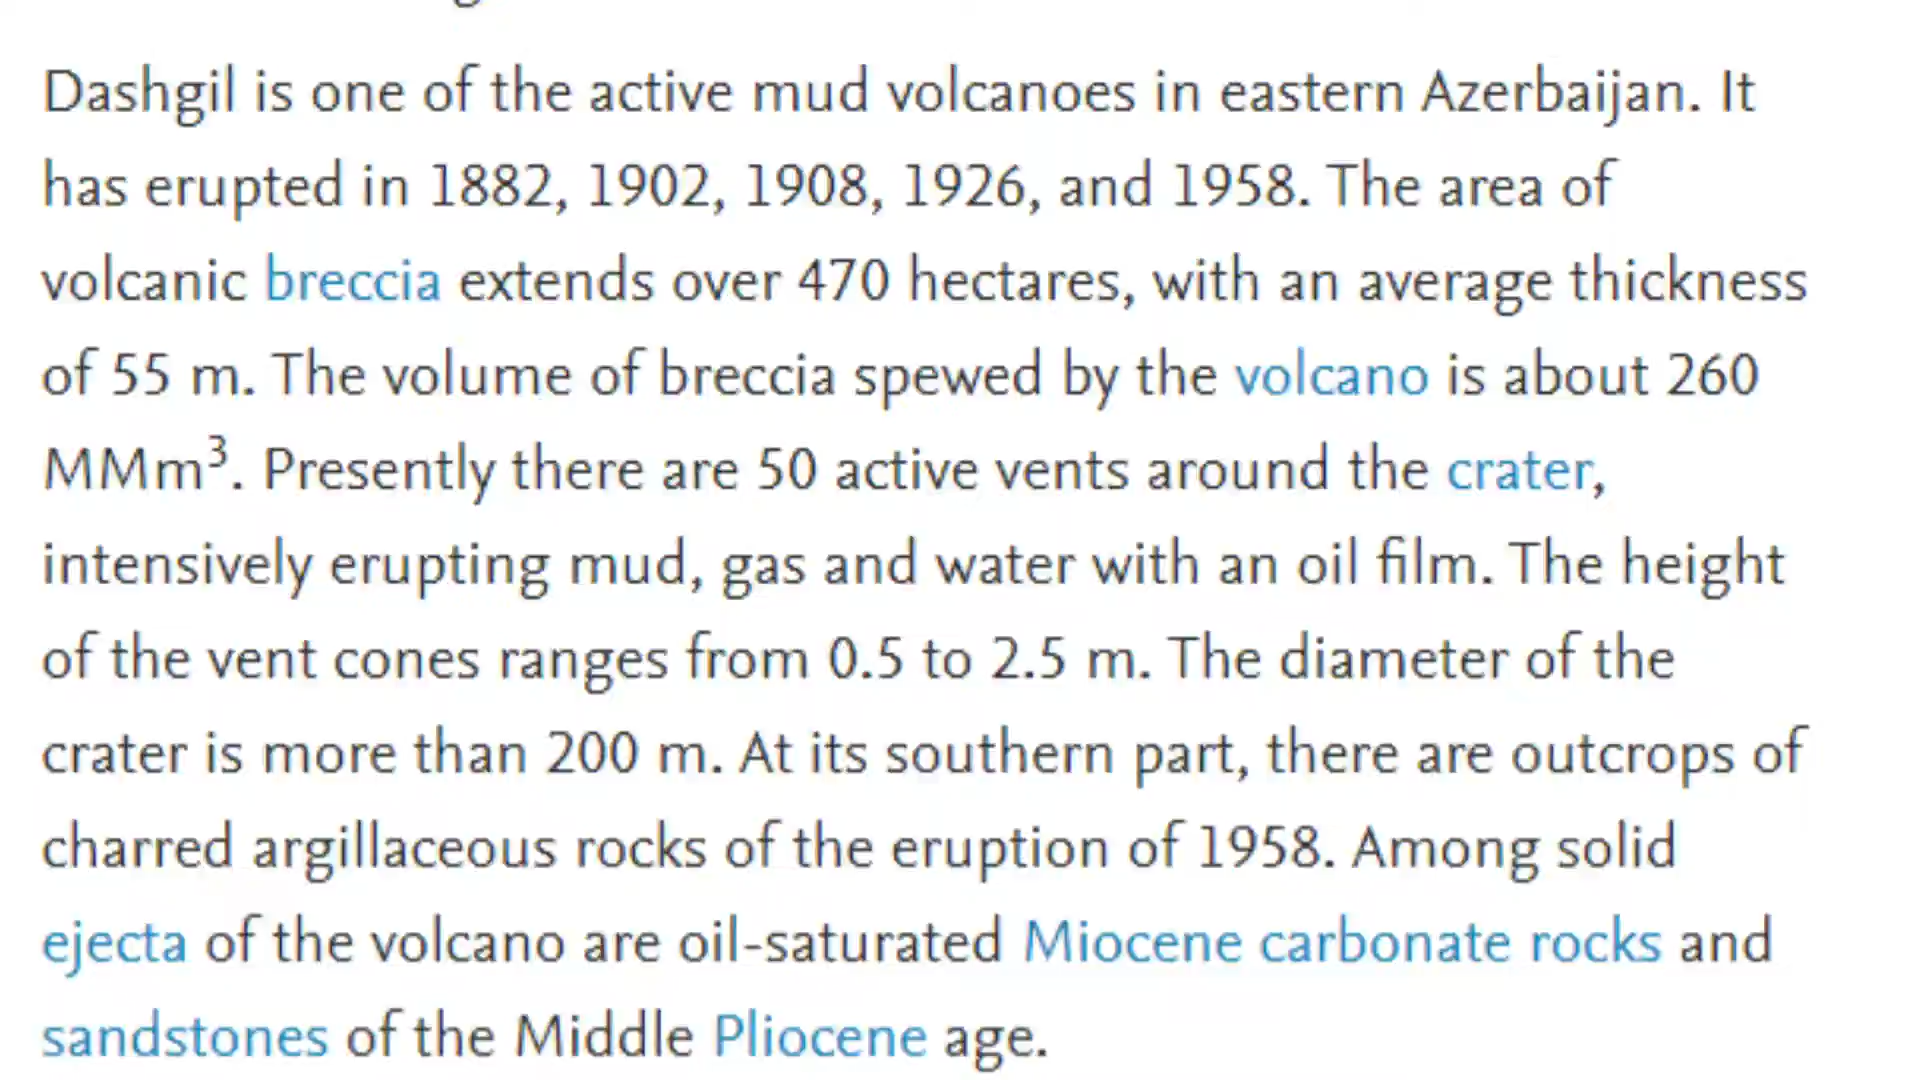 Dashgil is one of the active mud volcanoes in eastern Azerbaijan. It
has erupted in 1882, 1902, 1908, 1926, and 1958. The area of
volcanic breccia extends over 470 hectares, with an average thickness
of 55 m. The volume of breccia spewed by the volcano is about 260
MMm³. Presently there are 50 active vents around the crater,
intensively erupting mud, gas and water with an oil film. The height
of the vent cones ranges from 0.5 to 2.5 m. The diameter of the
crater is more than 200 m. At its southern part, there are outcrops of
charred argillaceous rocks of the eruption of 1958. Among solid
ejecta of the volcano are oil-saturated Miocene carbonate rocks and
sandstones of the Middle Pliocene age.